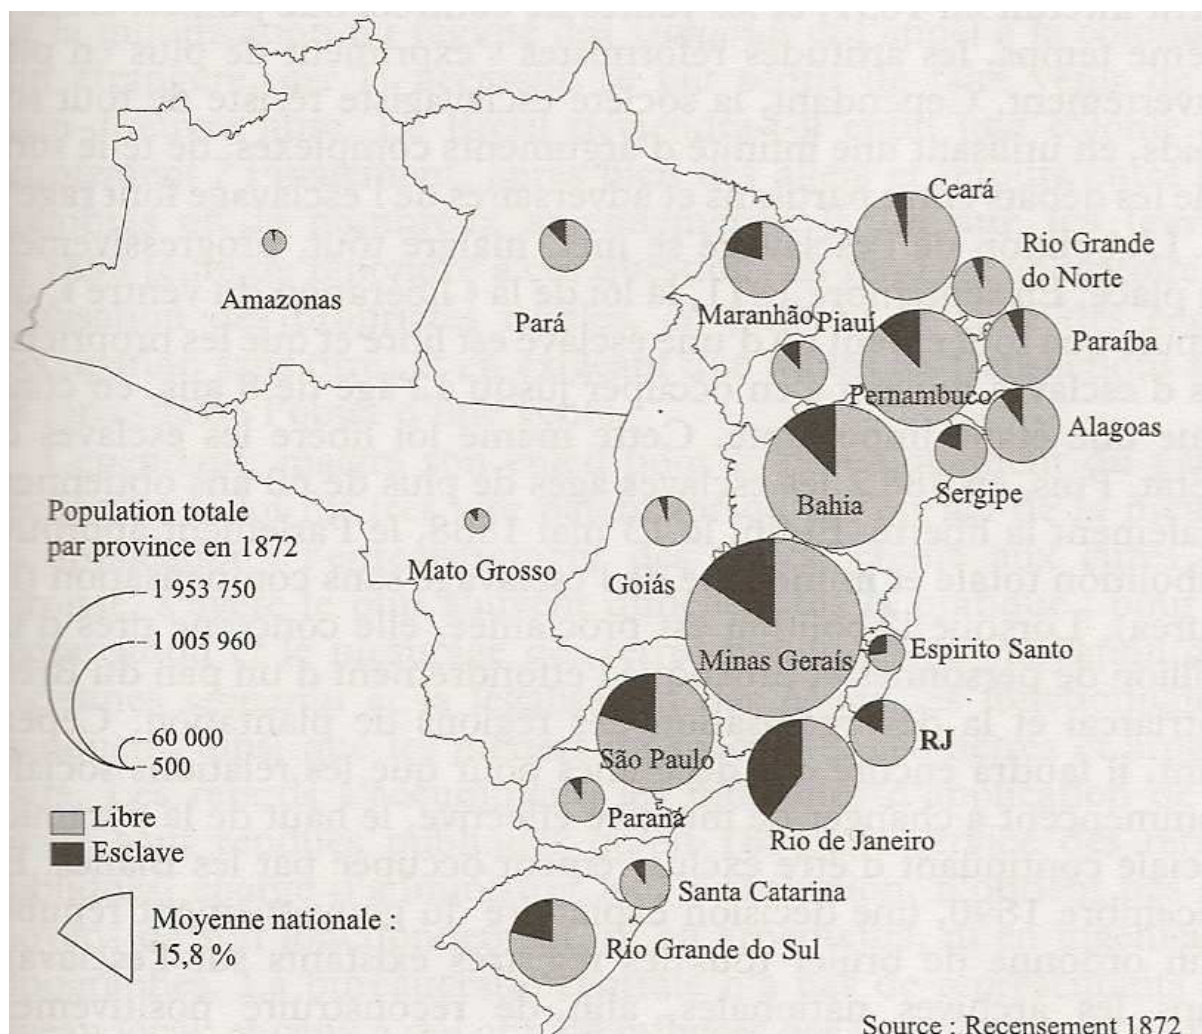 Ceará
Rio Grande
do Norte
Amazonas
Pará
Maranhão
Piauí
Paraíba
Pernambuco
Alagoas
Sergipe
Bahia
Population totale
par province en 1872
1 953 750
1 005 960
60 000
500
Mato Grosso
Goiás
Minas Geraís
Espirito Santo
RJ
São Paulo
Rio de Janeiro
Paraná
Libre
Esclave
Santa Catarina
Rio Grande do Sul
Moyenne nationale :
15,8 %
Source : Recensement 1872